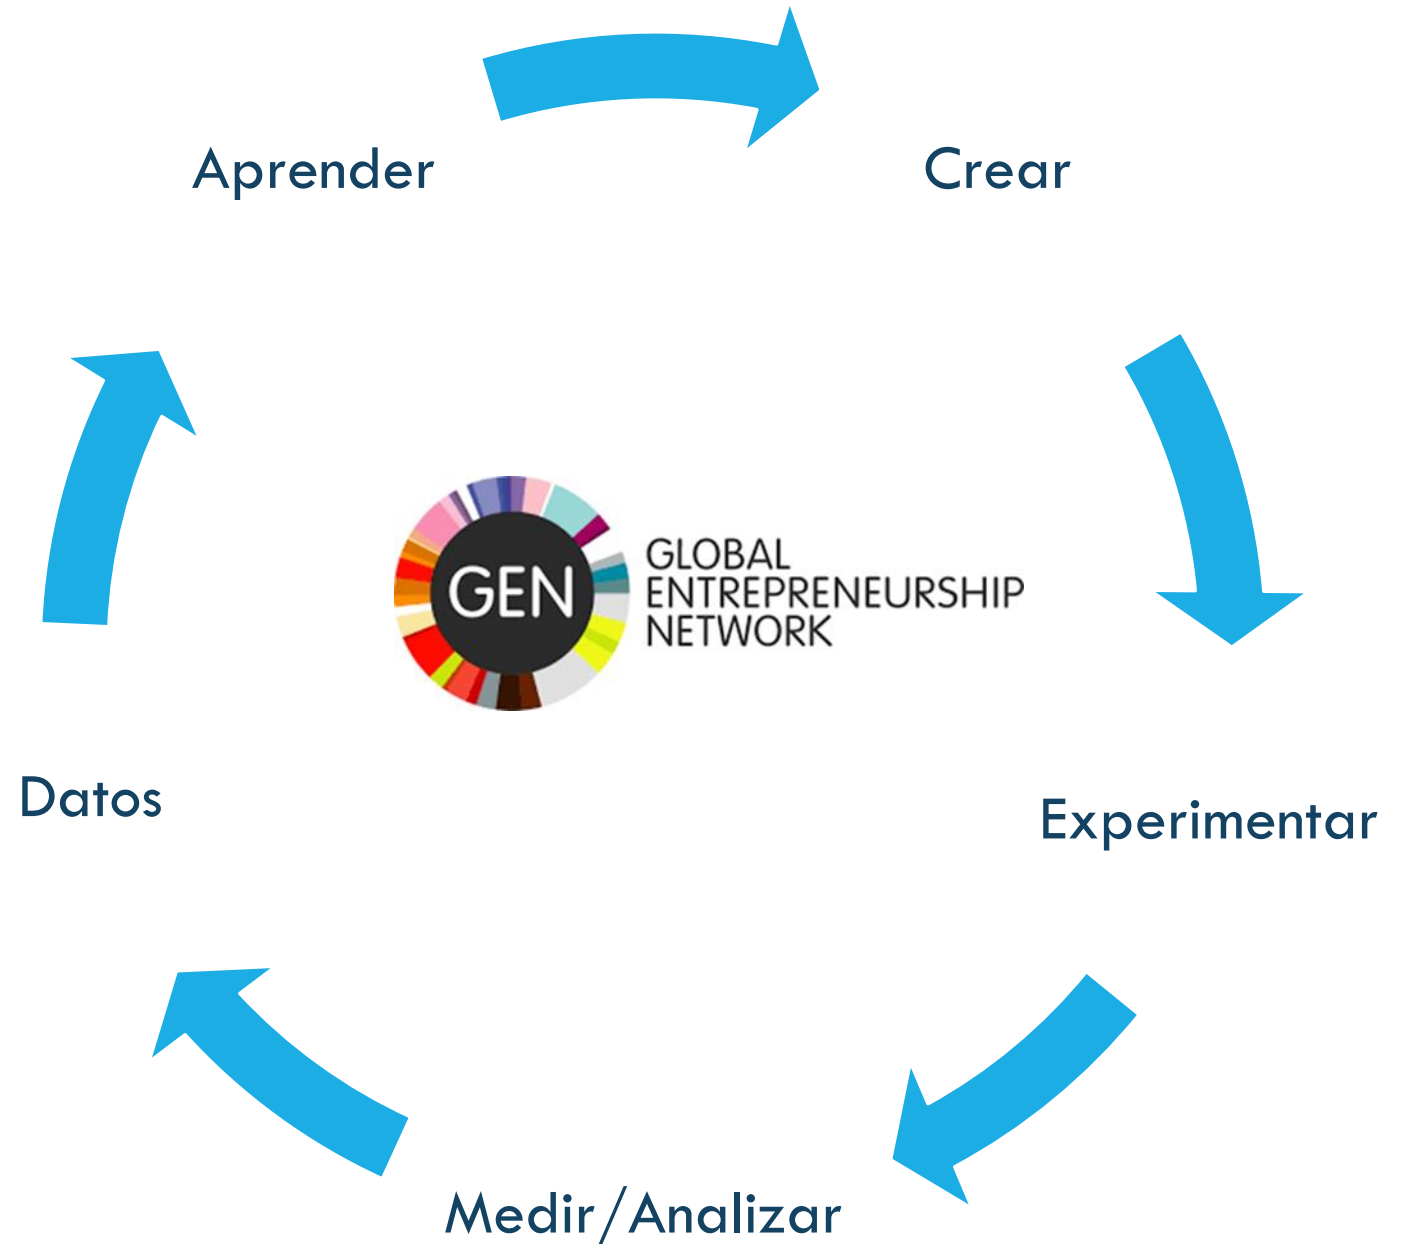 Aprender
Crear
GEN
GLOBAL
ENTREPRENEURSHIP
NETWORK
Datos
Experimentar
Medir/Analizar